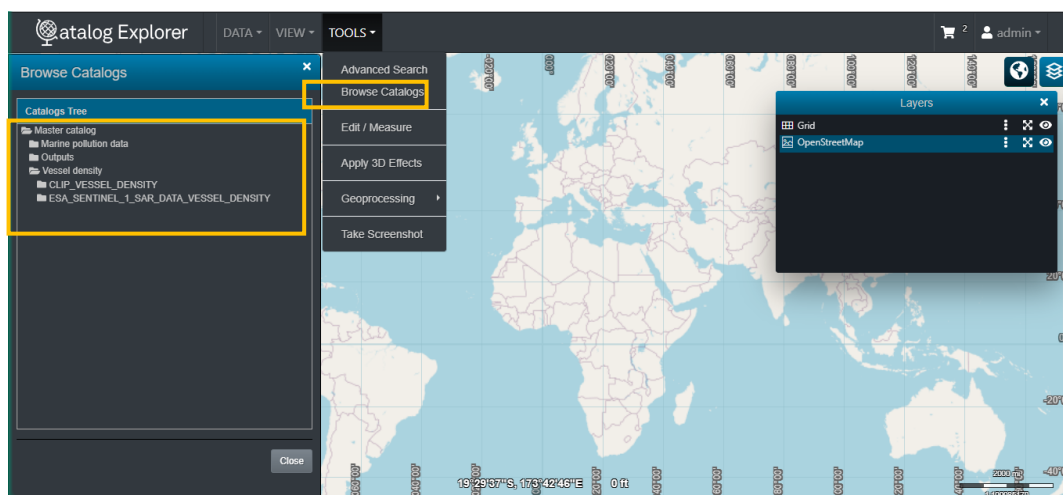 Catalog Explorer
DATA
VIEW
TOOLS
2
admin
Browse Catalogs
×
Catalogs Tree
Master catalog
Marine pollution data
Outputs
Vessel density
CLIP_VESSEL_DENSITY
ESA_SENTINEL_1_SAR_DATA_VESSEL_DENSITY
Close
Advanced Search
Browse Catalogs
Edit / Measure
Apply 3D Effects
Geoprocessing
Take Screenshot
Layers
×
Grid
OpenStreetMap
19°29'37"S, 173°42'46"E 0 ft